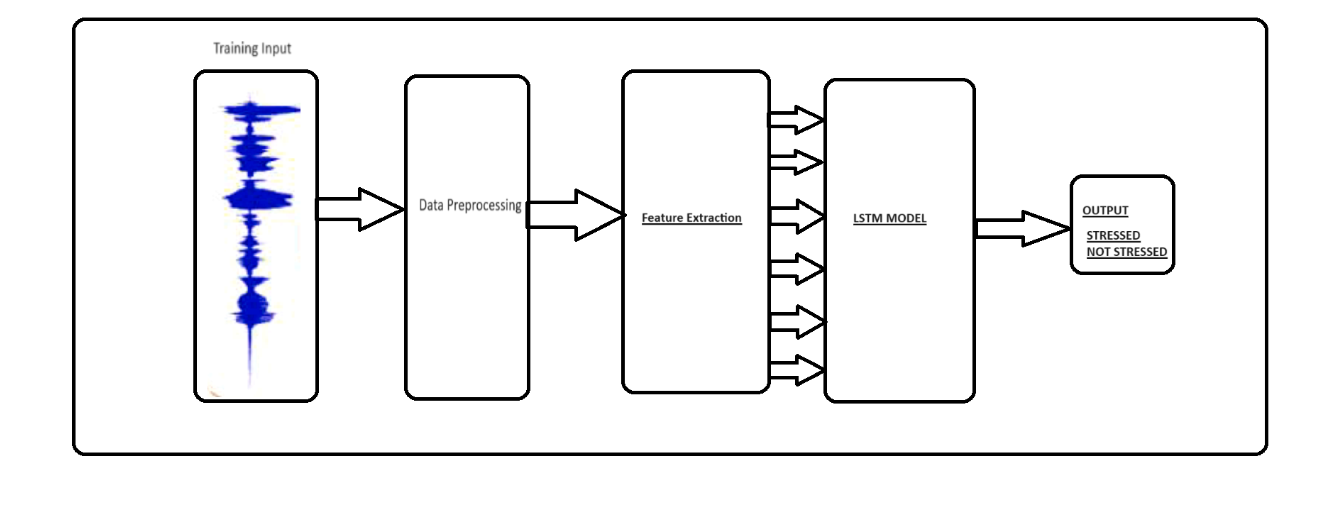 Training Input
Data Preprocessing
Feature Extraction
LSTM MODEL
OUTPUT
STRESSED
NOT STRESSED